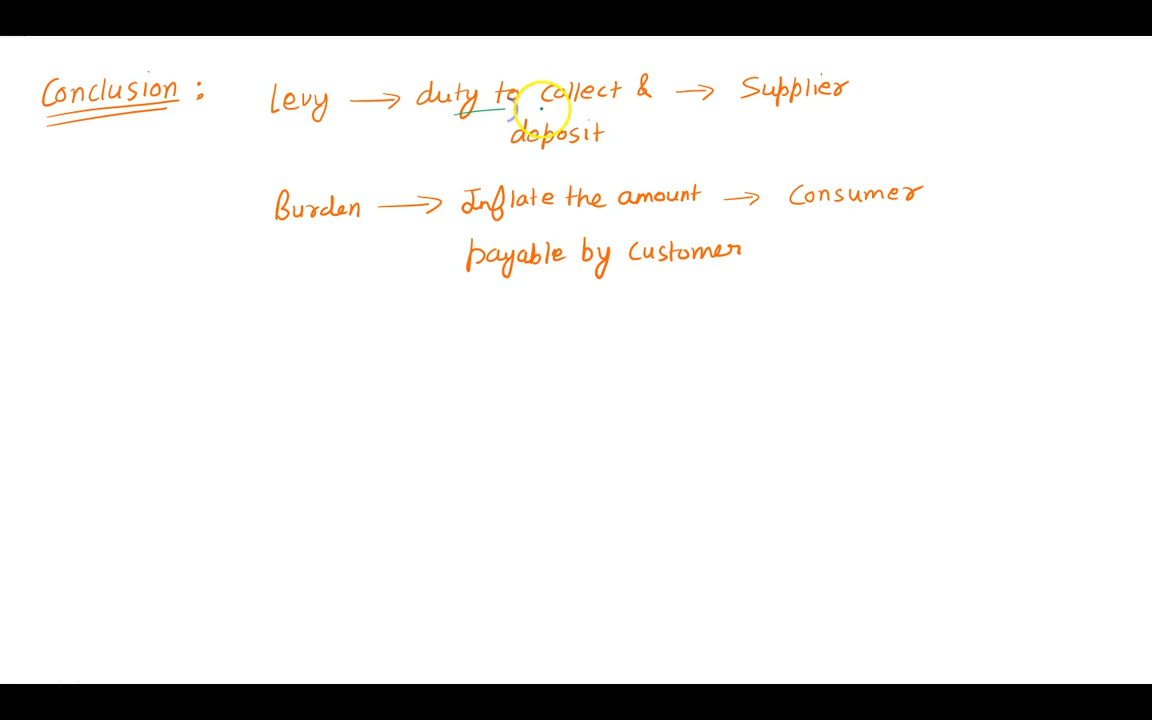 Conclusion : Levy → duty to collect & → Supplier
deposit
Burden → Inflate the amount → Consumer
payable by customer